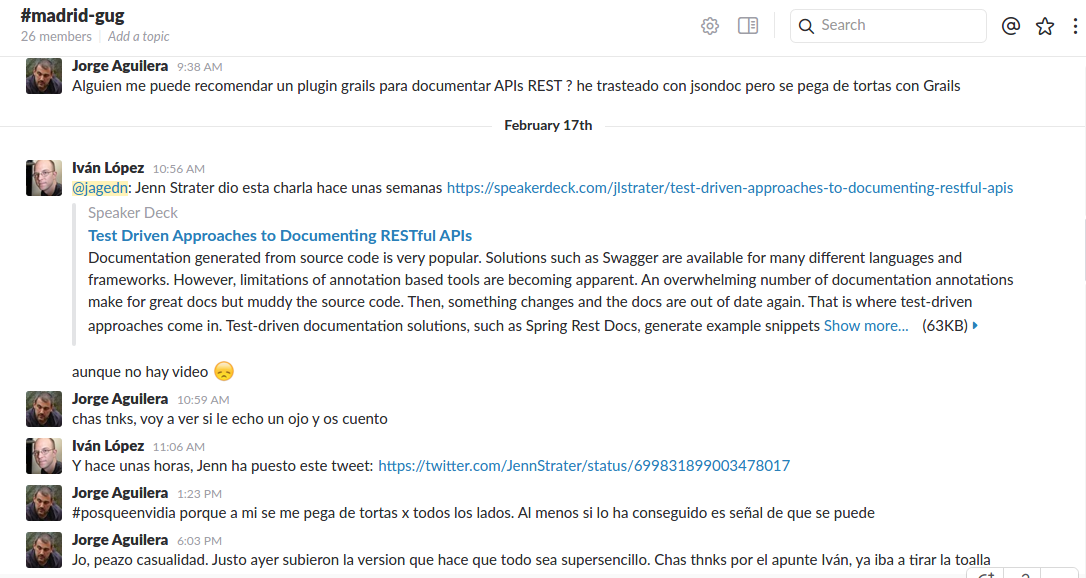 #madrid-gug
26 members Add a topic
Search
Jorge Aguilera 9:38 AM
Alguien me puede recomendar un plugin grails para documentar APIs REST ? he trasteado con jsondoc pero se pega de tortas con Grails
February 17th
Iván López 10:56 AM
@jagedn: Jenn Strater dio esta charla hace unas semanas https://speakerdeck.com/jlstrater/test-driven-approaches-to-documenting-restful-apis
Speaker Deck
Test Driven Approaches to Documenting RESTful APIs
Documentation generated from source code is very popular. Solutions such as Swagger are available for many different languages and
frameworks. However, limitations of annotation based tools are becoming apparent. An overwhelming number of documentation annotations
make for great docs but muddy the source code. Then, something changes and the docs are out of date again. That is where test-driven
approaches come in. Test-driven documentation solutions, such as Spring Rest Docs, generate example snippets Show more... (63KB)
aunque no hay video
Jorge Aguilera 10:59 AM
chas tnks, voy a ver si le echo un ojo y os cuento
Iván López 11:06 AM
Y hace unas horas, Jenn ha puesto este tweet: https://twitter.com/JennStrater/status/699831899003478017
Jorge Aguilera 1:23 PM
#posqueenvidia porque a mi se me pega de tortas x todos los lados. Al menos si lo ha conseguido es señal de que se puede
Jorge Aguilera 6:03 PM
Jo, peazo casualidad. Justo ayer subieron la version que hace que todo sea supersencillo. Chas thnks por el apunte Iván, ya iba a tirar la toalla